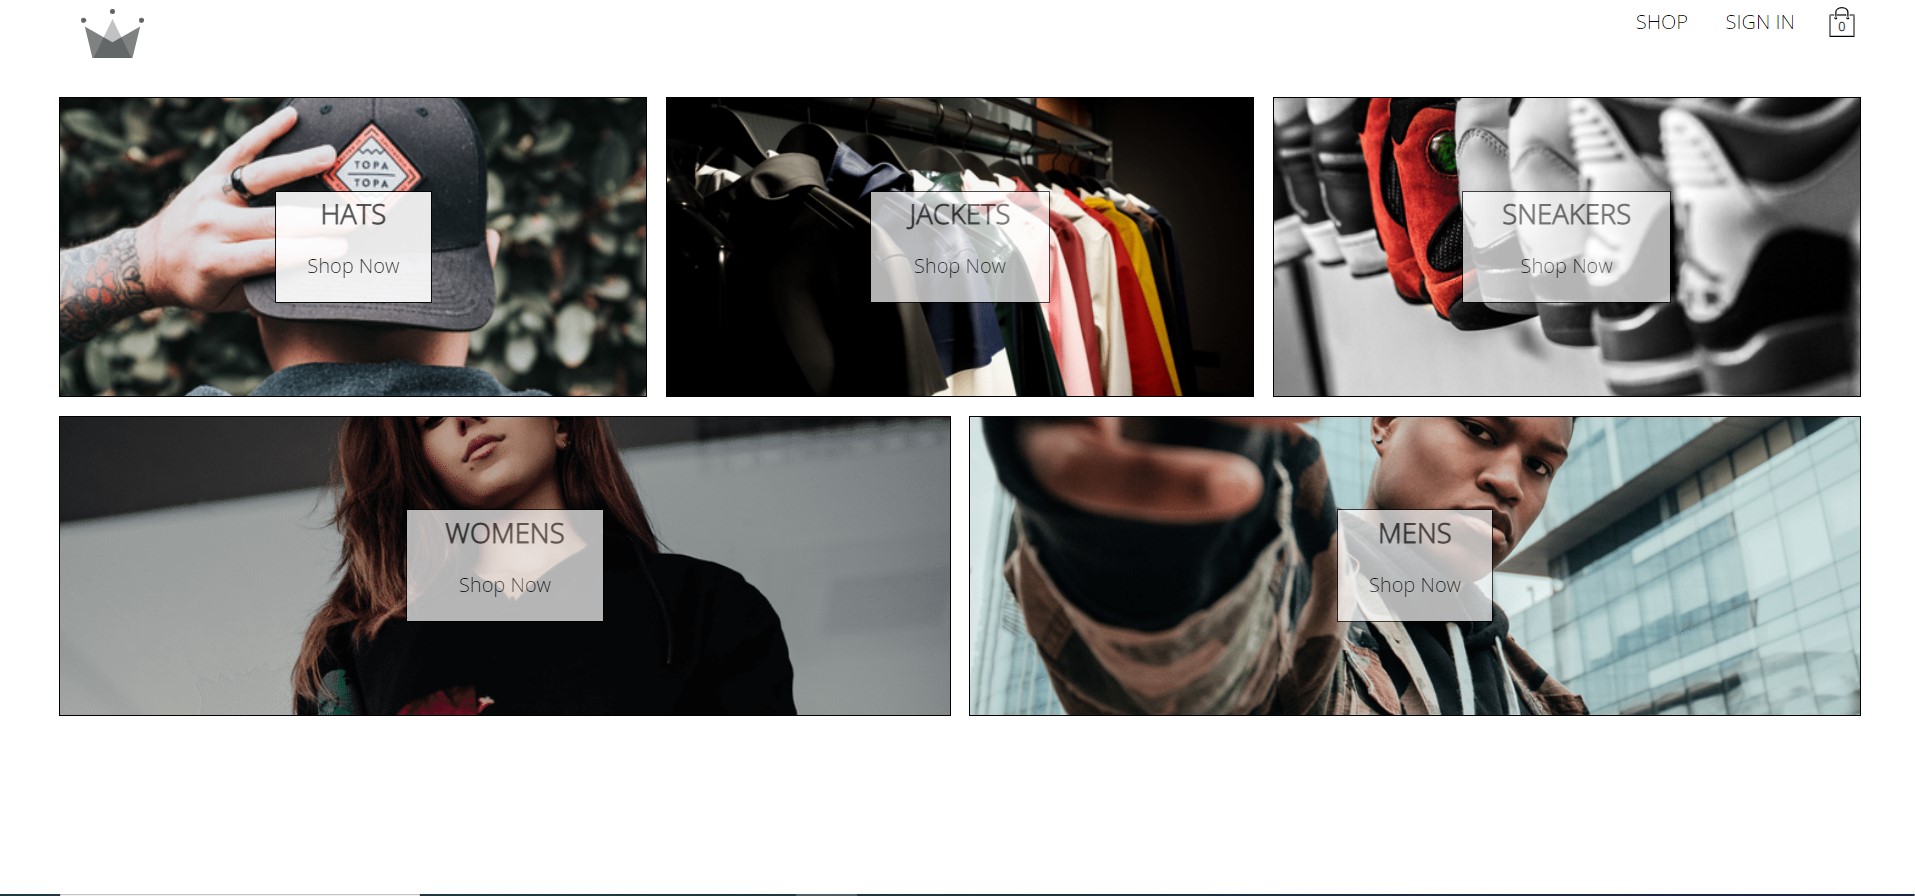 SHOP
SIGN IN
0
TOPA
TOPA
HATS
Shop Now
JACKETS
Shop Now
SNEAKERS
Shop Now
WOMENS
Shop Now
MENS
Shop Now